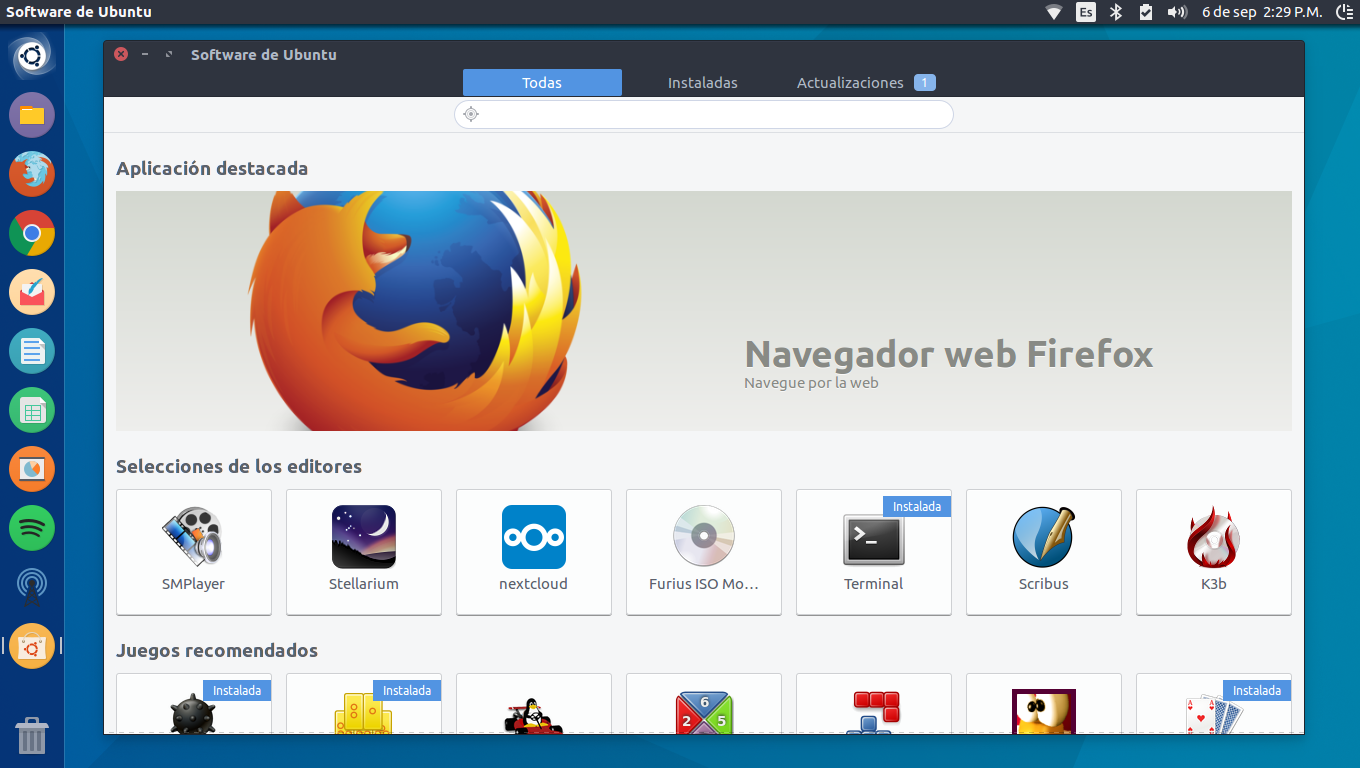 Software de Ubuntu
Es
6 de sep 2:29 P.M.
Software de Ubuntu
Todas
Instaladas
Actualizaciones 1
Aplicación destacada
Navegador web Firefox
Navegue por la web
Selecciones de los editores
Instalada
SMPlayer
Stellarium
nextcloud
Furius ISO Mo...
Terminal
Scribus
K3b
Juegos recomendados
Instalada
Instalada
Instalada
6
2
5
A
A